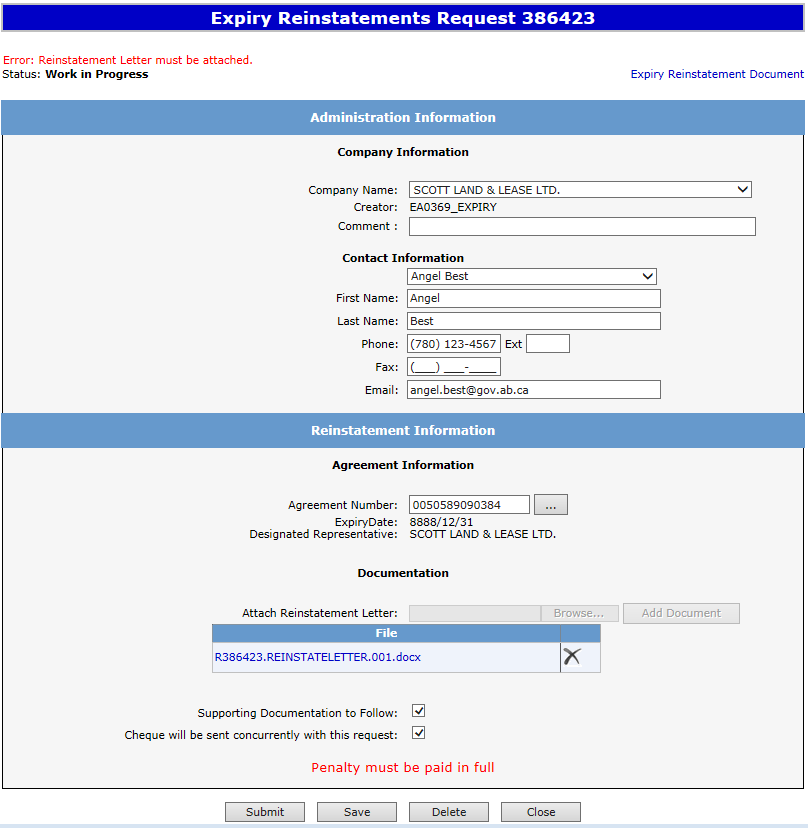 Expiry Reinstatements Request 386423
Error: Reinstatement Letter must be attached.
Status: Work in Progress
Expiry Reinstatement Document
Administration Information
Company Information
Company Name: SCOTT LAND & LEASE LTD.
Creator: EA0369_EXPIRY
Comment :
Contact Information
Angel Best
First Name: Angel
Last Name: Best
Phone: (780) 123-4567 Ext
Fax: (___) ___-____
Email: angel.best@gov.ab.ca
Reinstatement Information
Agreement Information
Agreement Number: 0050589090384 ...
ExpiryDate: 8888/12/31
Designated Representative: SCOTT LAND & LEASE LTD.
Documentation
Attach Reinstatement Letter: Browse... Add Document
File
R386423.REINSTATELETTER.001.docx
Supporting Documentation to Follow:
Cheque will be sent concurrently with this request:
Penalty must be paid in full
Submit Save Delete Close